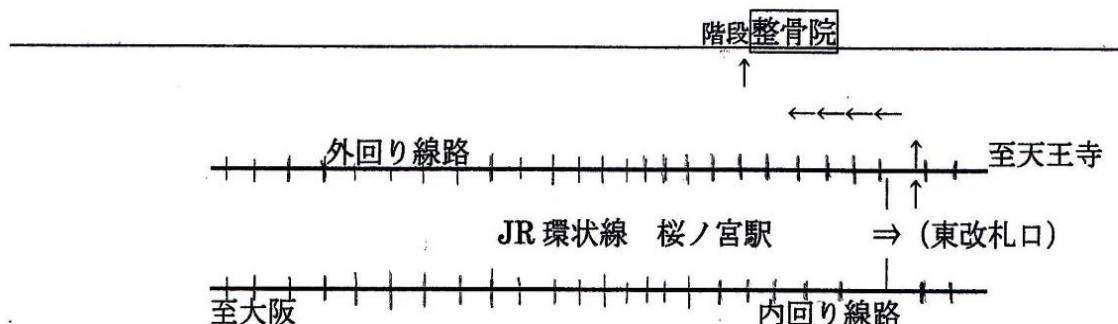 階段 整骨院
↑
←←←←
外回り線路 ↑ 至天王寺
↑
JR環状線 桜ノ宮駅 ⇒ (東改札口)
至大阪 内回り線路